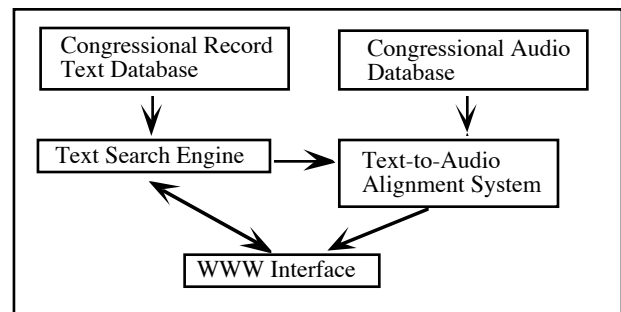 Congressional Record
Text Database
Congressional Audio
Database
Text Search Engine
Text-to-Audio
Alignment System
WWW Interface